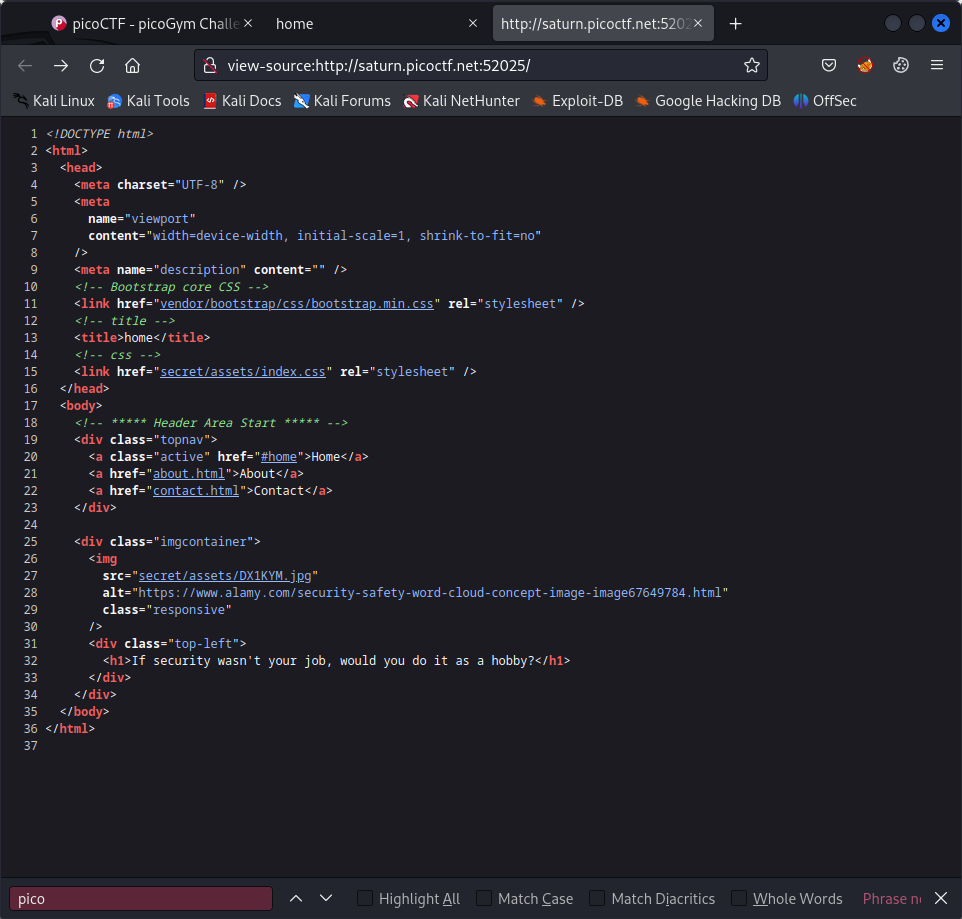 picoCTF - picoGym Challe
home
http://saturn.picoctf.net:5202
view-source:http://saturn.picoctf.net:52025/
Kali Linux Kali Tools Kali Docs Kali Forums Kali NetHunter Exploit-DB Google Hacking DB OffSec
1 <!DOCTYPE html>
2 <html>
3 <head>
4 <meta charset="UTF-8" />
5 <meta
6 name="viewport"
7 content="width=device-width, initial-scale=1, shrink-to-fit=no"
8 />
9 <meta name="description" content="" />
10 <!-- Bootstrap core CSS -->
11 <link href="vendor/bootstrap/css/bootstrap.min.css" rel="stylesheet" />
12 <!-- title -->
13 <title>home</title>
14 <!-- css -->
15 <link href="secret/assets/index.css" rel="stylesheet" />
16 </head>
17 <body>
18 <!-- ***** Header Area Start ***** -->
19 <div class="topnav">
20 <a class="active" href="#home">Home</a>
21 <a href="about.html">About</a>
22 <a href="contact.html">Contact</a>
23 </div>
24
25 <div class="imgcontainer">
26 <img
27 src="secret/assets/DX1KYM.jpg"
28 alt="https://www.alamy.com/security-safety-word-cloud-concept-image-image67649784.html"
29 class="responsive"
30 />
31 <div class="top-left">
32 <h1>If security wasn't your job, would you do it as a hobby?</h1>
33 </div>
34 </div>
35 </body>
36 </html>
37
pico Highlight All Match Case Match Diacritics Whole Words Phrase n